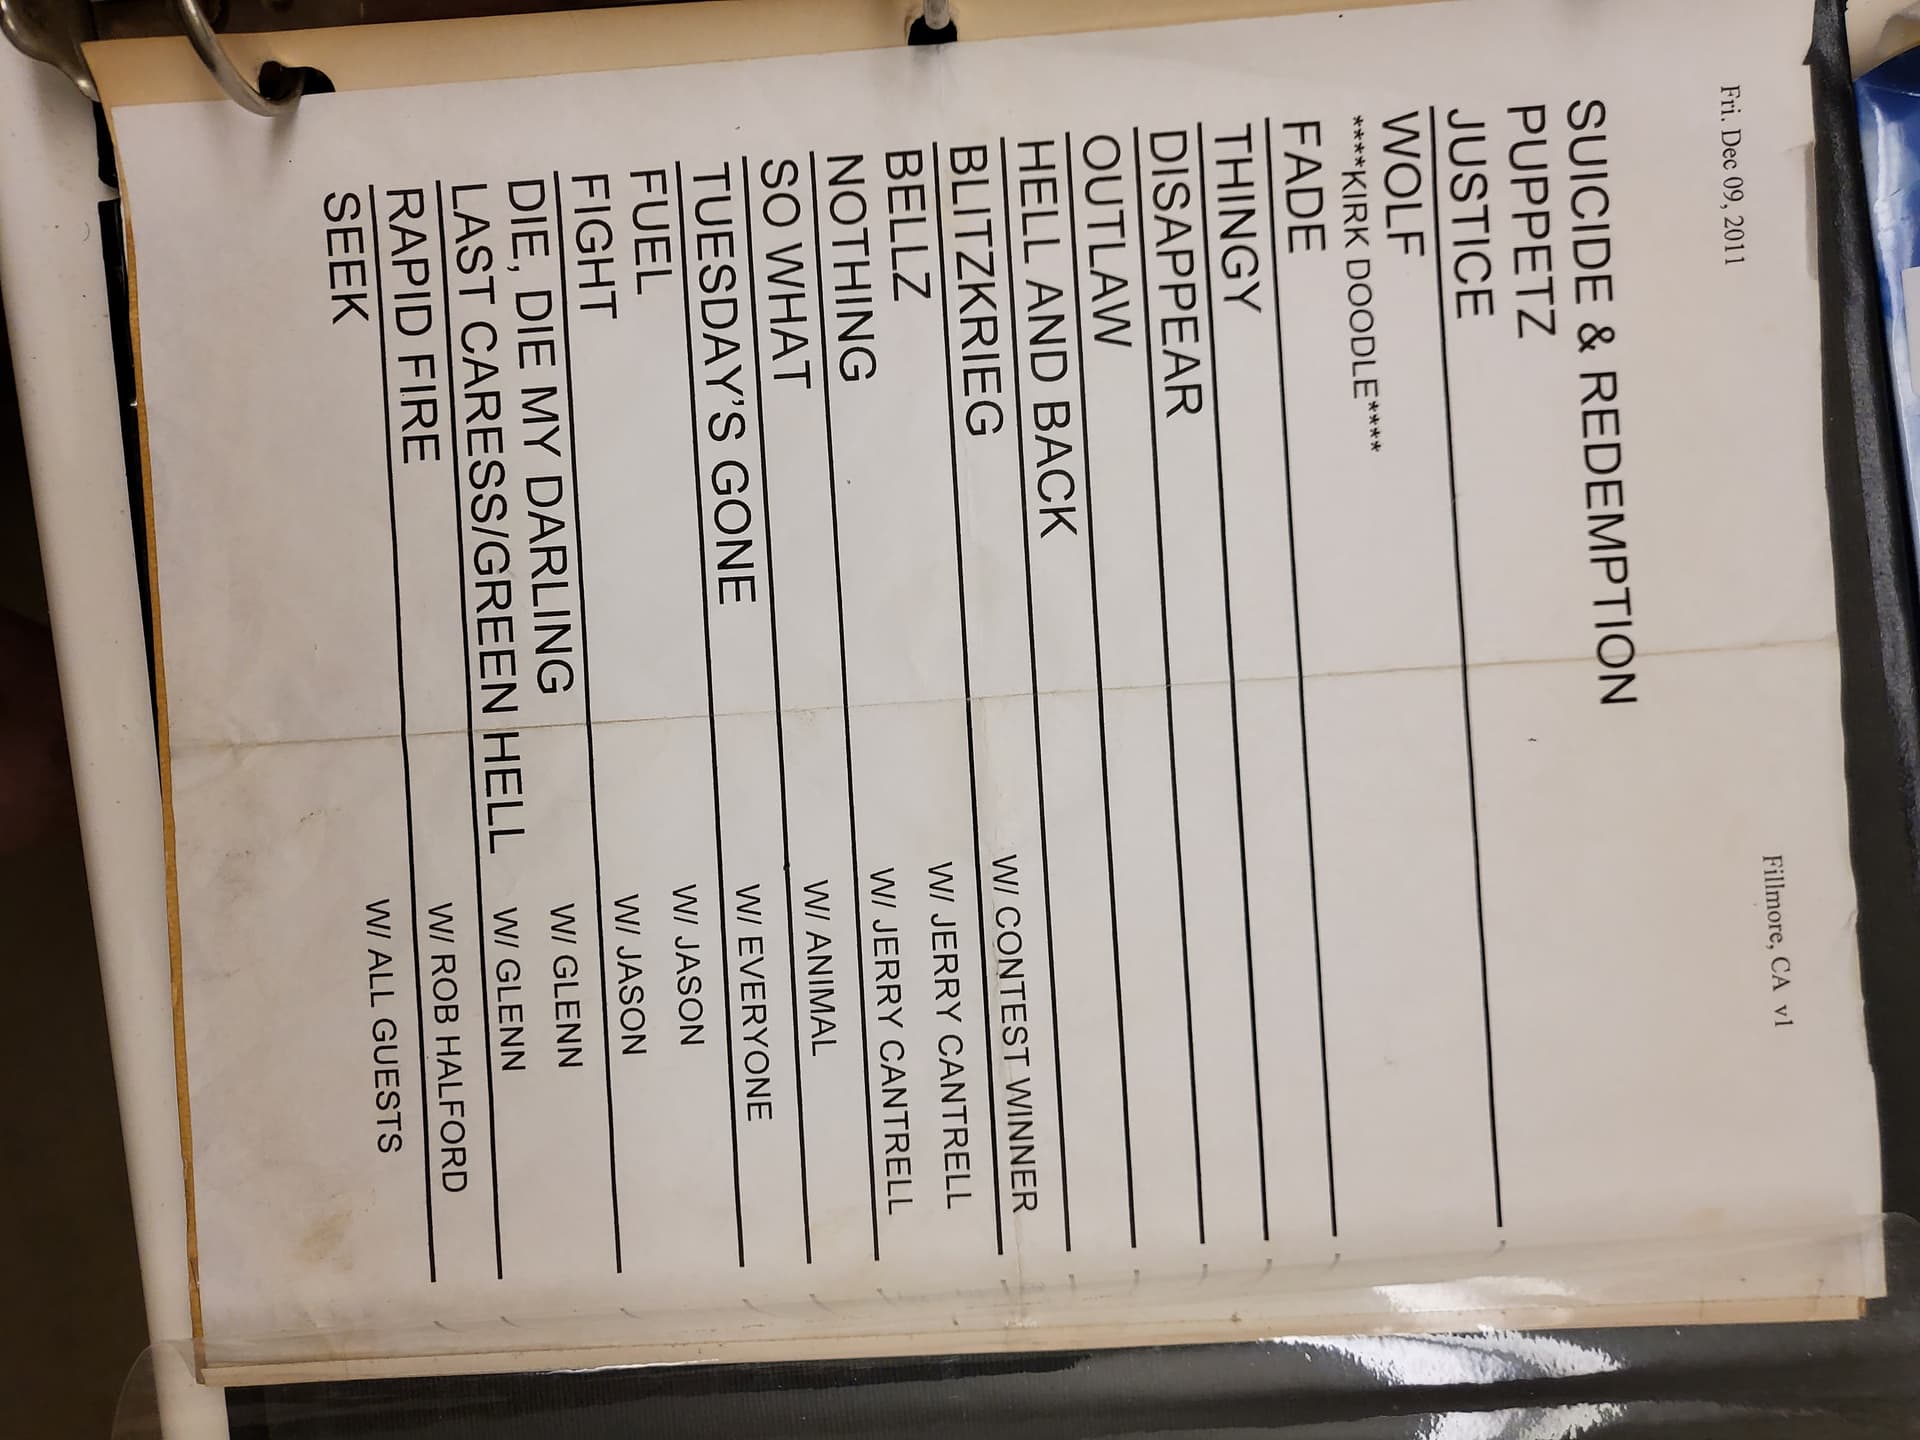 Fri. Dec 09, 2011 Fillmore, CA v1
SUICIDE & REDEMPTION
PUPPETZ
JUSTICE
WOLF
****KIRK DOODLE****
FADE
THINGY
DISAPPEAR
OUTLAW
HELL AND BACK
BLITZKRIEG W/ CONTEST WINNER
BELLZ W/ JERRY CANTRELL
NOTHING W/ JERRY CANTRELL
SO WHAT W/ ANIMAL
TUESDAY'S GONE W/ EVERYONE
FUEL W/ JASON
FIGHT W/ JASON
DIE, DIE MY DARLING W/ GLENN
LAST CARESS/GREEN HELL W/ GLENN
RAPID FIRE W/ ROB HALFORD
SEEK W/ ALL GUESTS